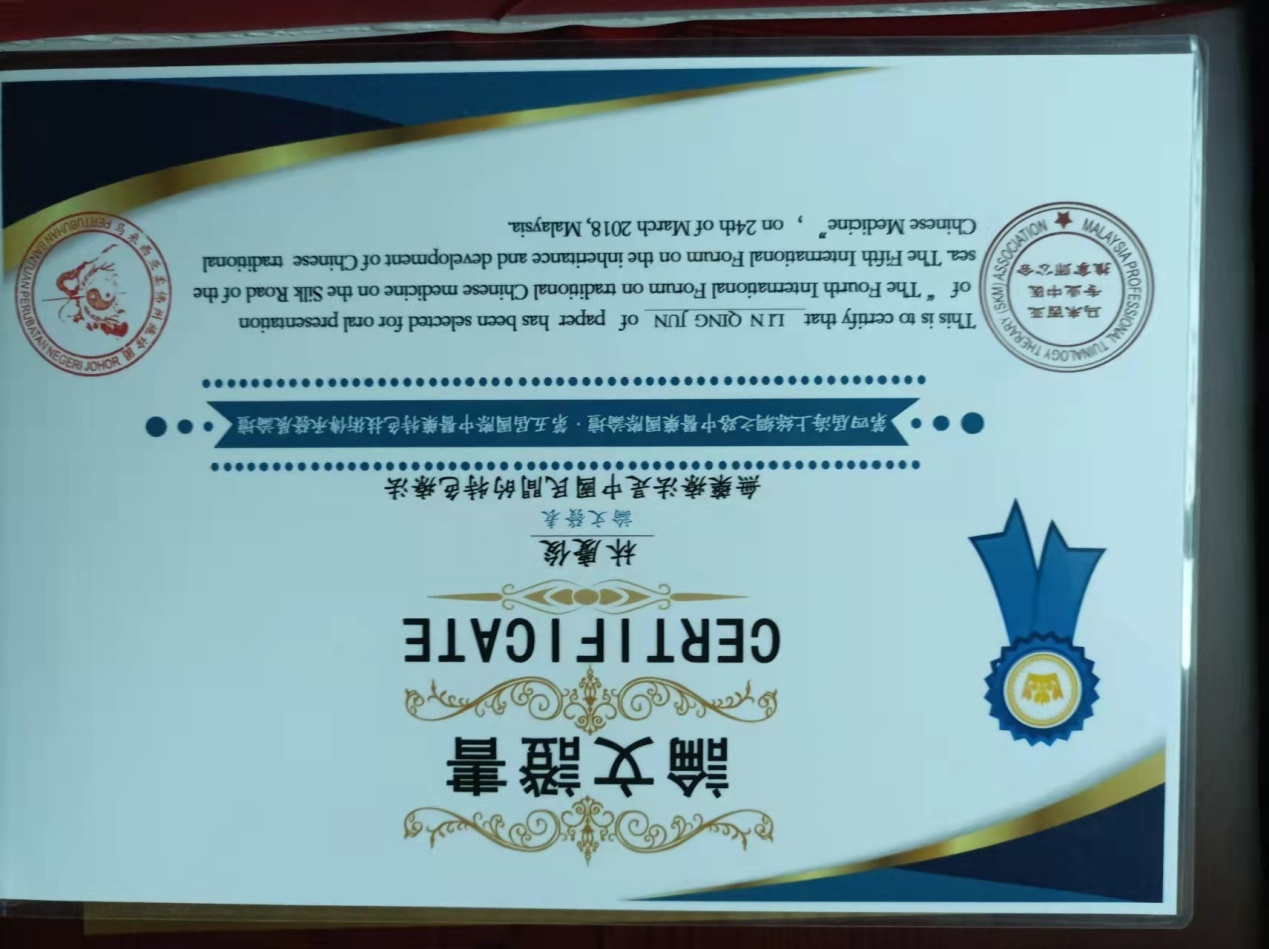 論文證書
CERTIFICATE
林慶俊
論文發表
無藥療法是中國民間的特色療法
第四屆海上絲綢之路中醫藥國際論壇·第五屆國際中醫藥特色技術傳承發展論壇
This is to certify that LIN QING JUN of paper has been selected for oral presentation
of “The Fourth International Forum on traditional Chinese medicine on the Silk Road of the
sea. The Fifth International Forum on the inheritance and development of Chinese traditional
Chinese Medicine”, on 24th of March 2018, Malaysia.
MALAYSIA PROFESSIONAL TUINALOGY THERARY (SKM) ASSOCIATION
马来西亚
专业中医
推拿师公会
PERTUBUHAN BANTUAN PERUBATAN NEGERI JOHOR